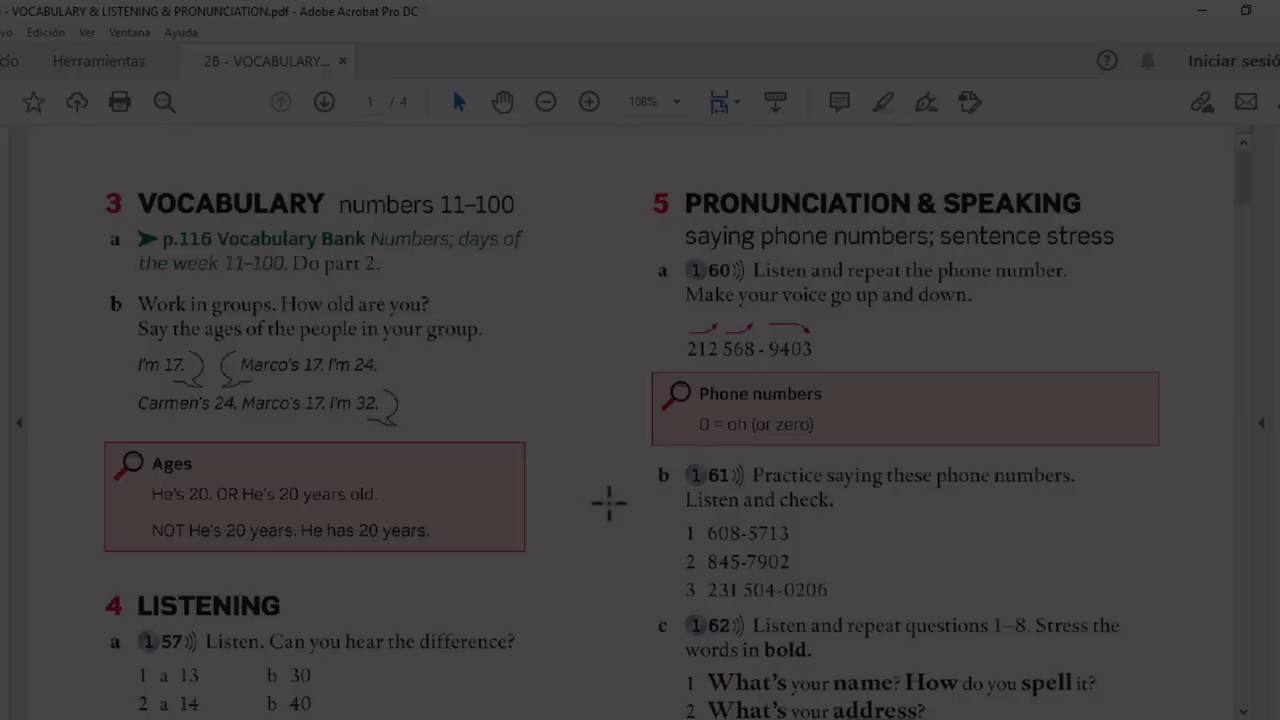 - VOCABULARY & LISTENING & PRONUNCIATION.pdf - Adobe Acrobat Pro DC
vo Edición Ver Ventana Ayuda
cio Herramientas 2B - VOCABULARY... × ? Iniciar sesió
1 / 4 108%
3 VOCABULARY numbers 11–100
a p.116 Vocabulary Bank Numbers; days of
the week 11–100. Do part 2.
b Work in groups. How old are you?
Say the ages of the people in your group.
I'm 17. Marco's 17. I'm 24.
Carmen's 24. Marco's 17. I'm 32.
Ages
He's 20. OR He's 20 years old.
NOT He's 20 years. He has 20 years.
4 LISTENING
a 1 57 Listen. Can you hear the difference?
1 a 13 b 30
2 a 14 b 40
5 PRONUNCIATION & SPEAKING
saying phone numbers; sentence stress
a 1 60 Listen and repeat the phone number.
Make your voice go up and down.
212 568 - 9403
Phone numbers
0 = oh (or zero)
b 1 61 Practice saying these phone numbers.
Listen and check.
1 608-5713
2 845-7902
3 231 504-0206
c 1 62 Listen and repeat questions 1–8. Stress the
words in bold.
1 What's your name? How do you spell it?
2 What's your address?